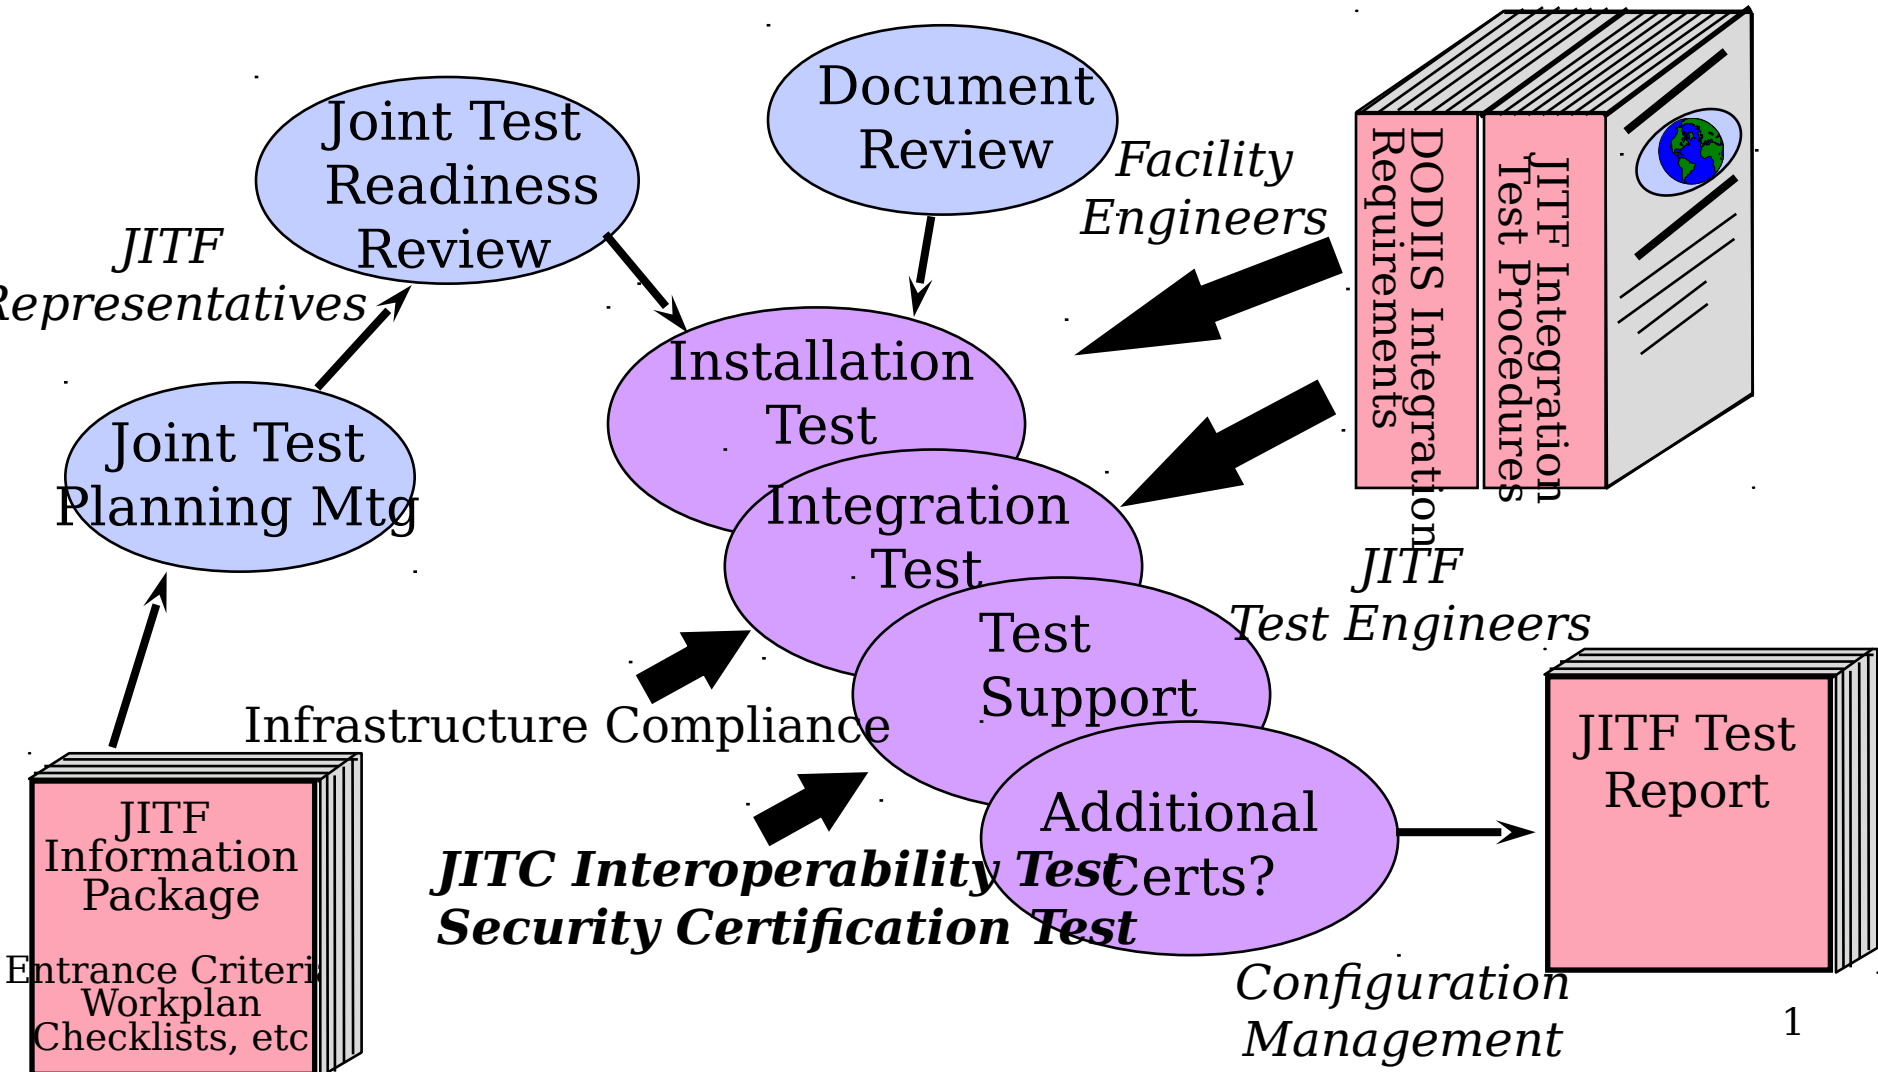 Document
Review
Joint Test
Readiness
Review
Facility
Engineers
JITF
Representatives
DODIIS Integration
Requirements
JITF Integration
Test Procedures
Installation
Test
Joint Test
Planning Mtg
Integration
Test
JITF
Test Engineers
Test
Support
Infrastructure Compliance
JITF Test
Report
Additional
Certs?
JITF
Information
Package
Entrance Criteria
Workplan
Checklists, etc
JITC Interoperability Test
Security Certification Test
Configuration
Management
1